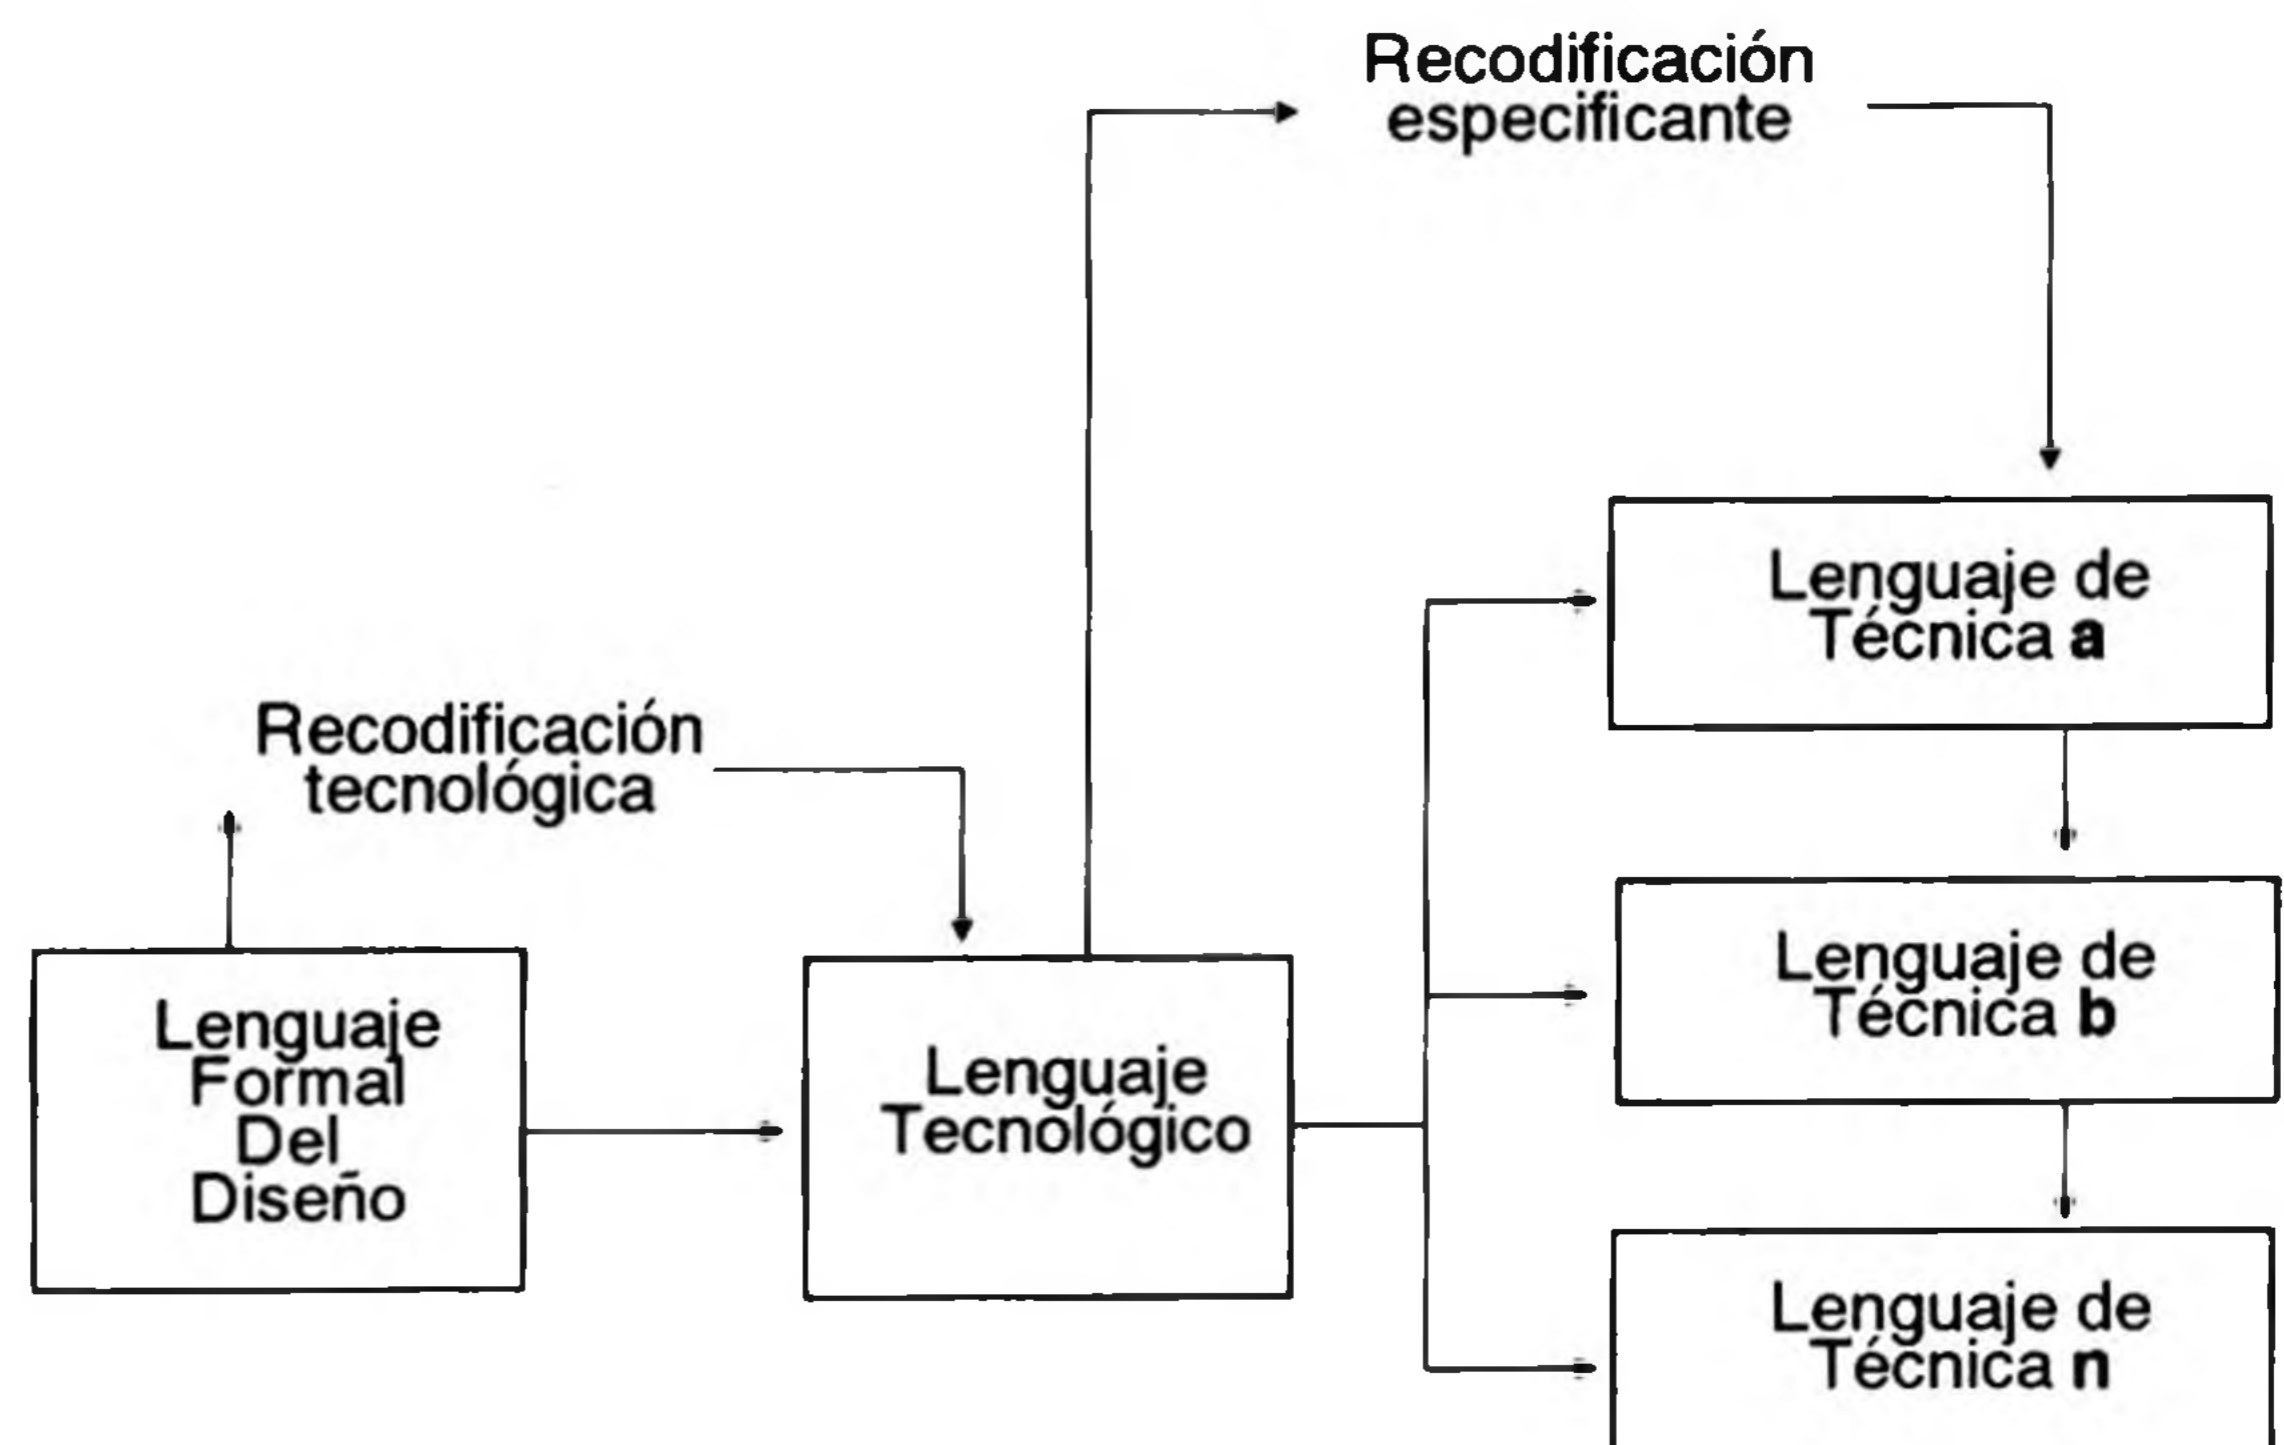 Recodificación
especificante
Lenguaje de
Técnica a
Recodificación
tecnológica
Lenguaje de
Técnica b
Lenguaje
Formal
Del
Diseño
Lenguaje
Tecnológico
Lenguaje de
Técnica n